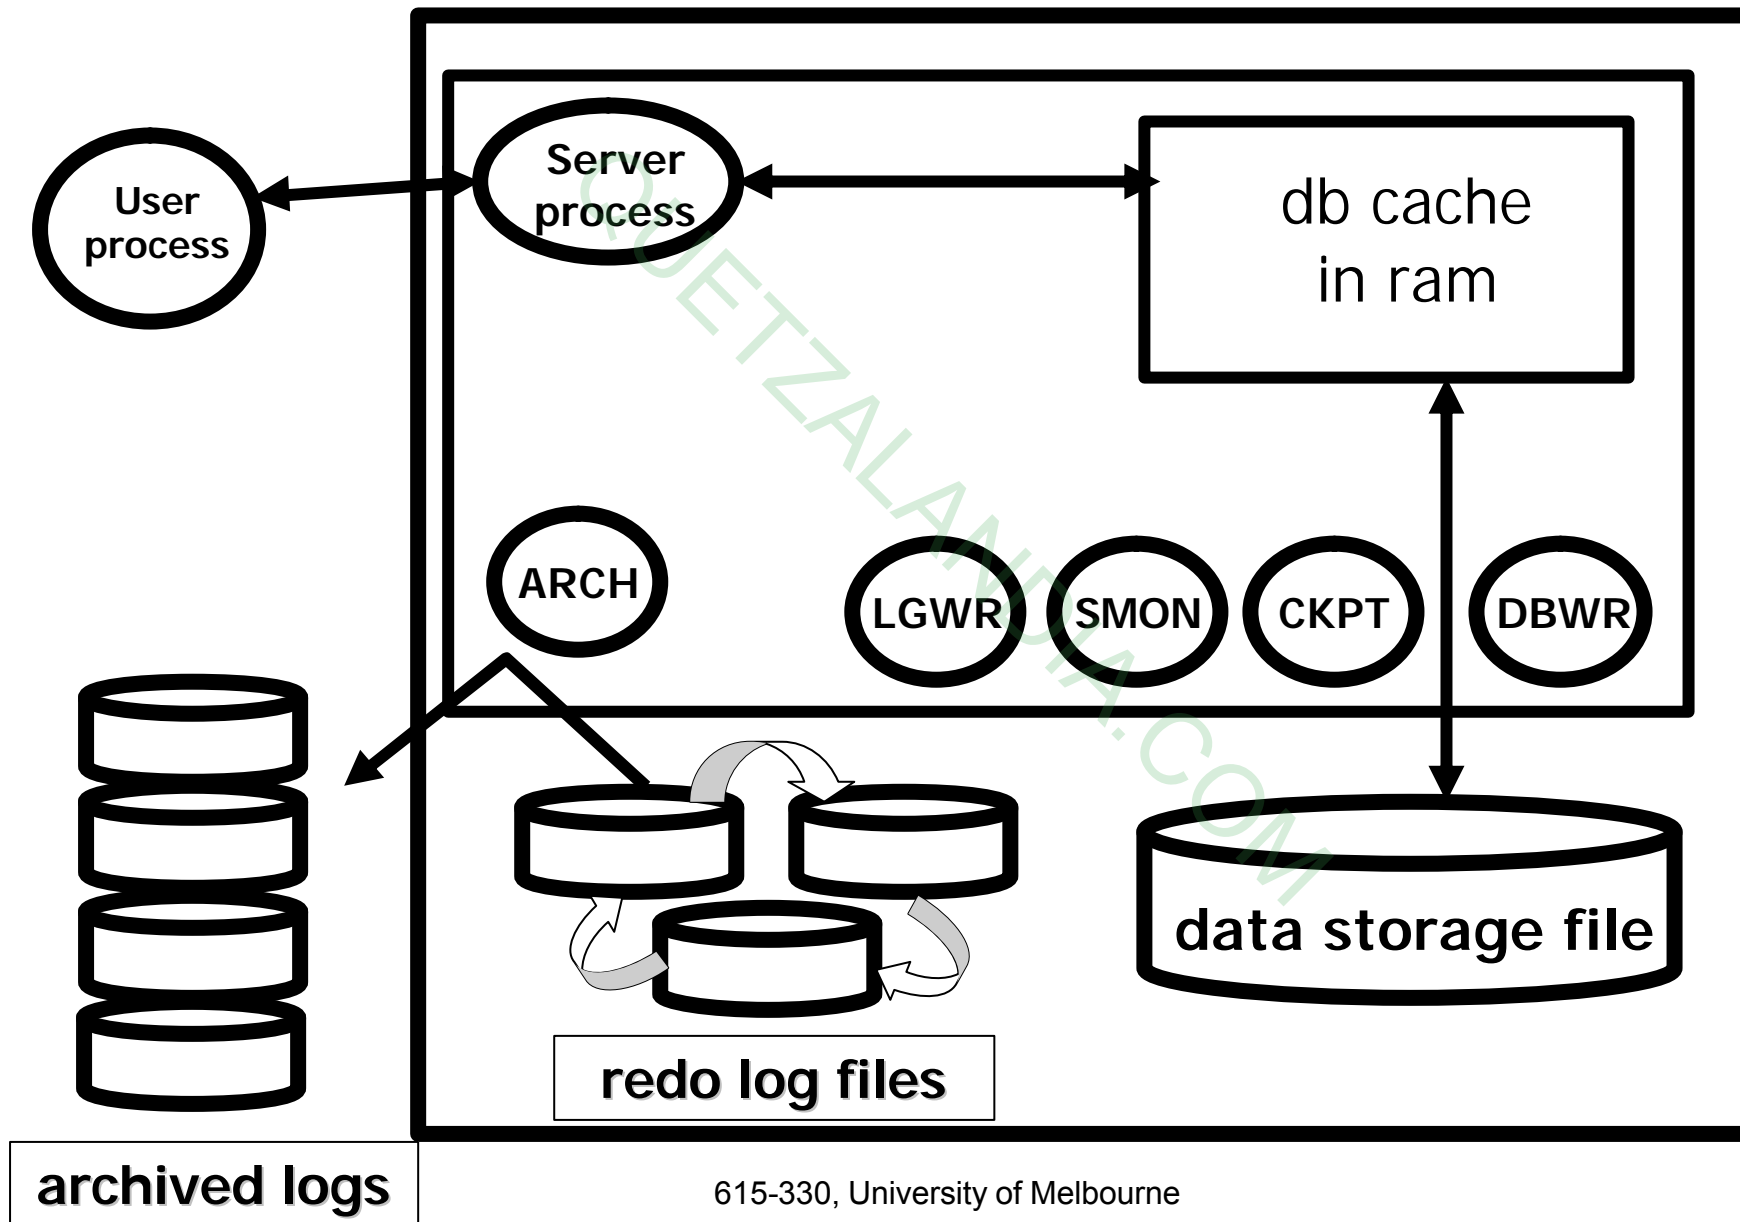 User
process
Server
process
db cache
in ram
ARCH
LGWR
SMON
CKPT
DBWR
data storage file
redo log files
archived logs
615-330, University of Melbourne
QUETZALANDIA.COM